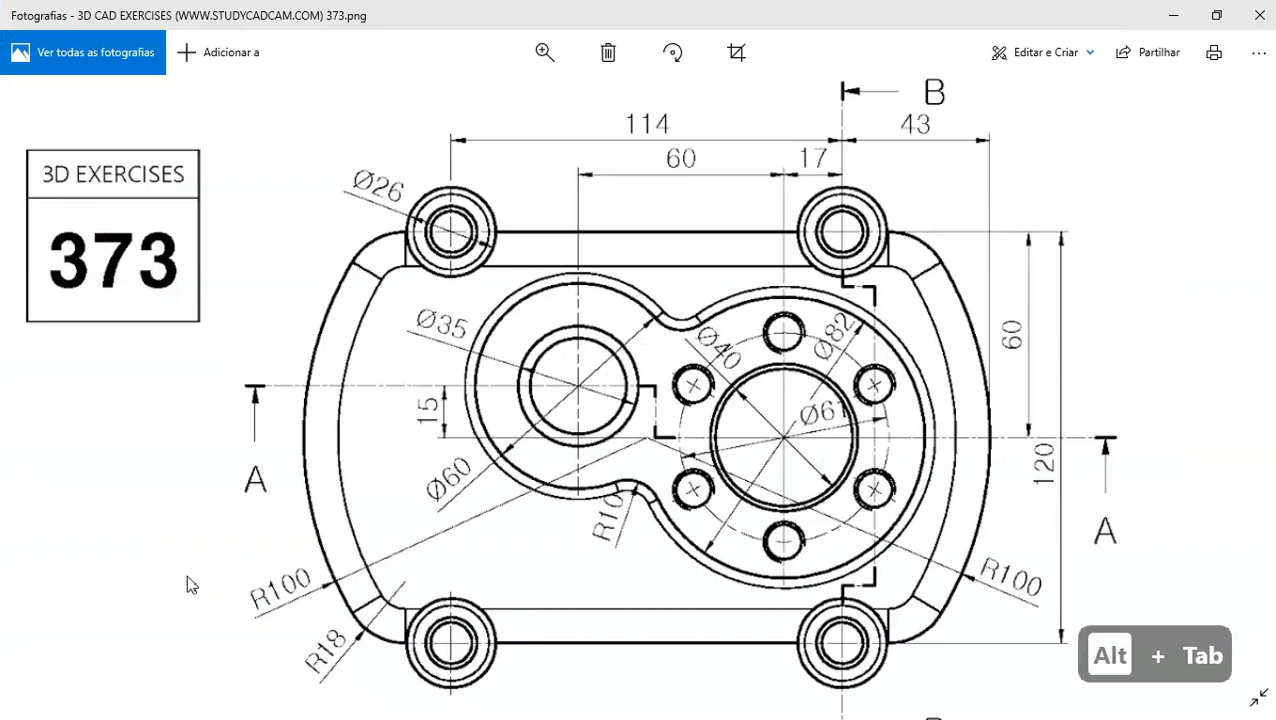 Fotografias - 3D CAD EXERCISES (WWW.STUDYCADCAM.COM) 373.png
Ver todas as fotografias
Adicionar a
Editar e Criar
Partilhar
B
114
43
60
17
3D EXERCISES
373
Ø26
Ø35
Ø40
Ø82
60
15
Ø61
A
Ø60
120
R10
A
R100
R100
R18
Alt + Tab